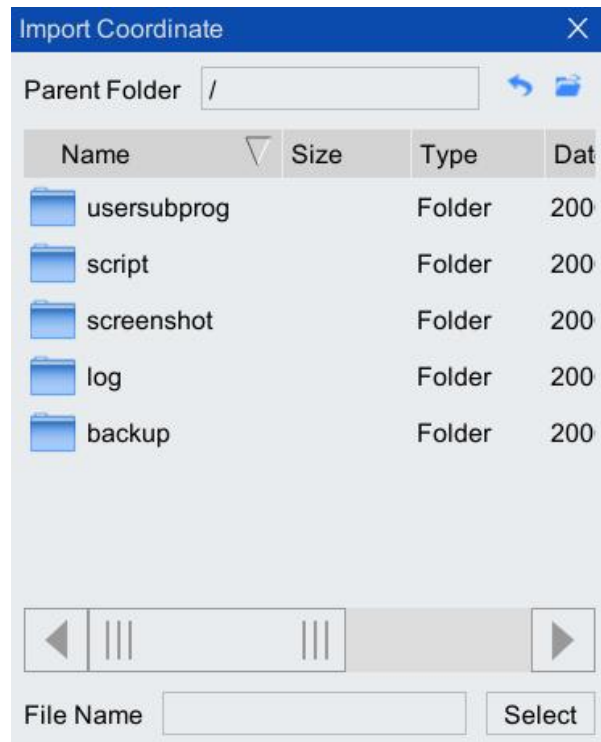 Import Coordinate
Parent Folder /
Name Size Type Dat
usersubprog Folder 200
script Folder 200
screenshot Folder 200
log Folder 200
backup Folder 200
File Name Select